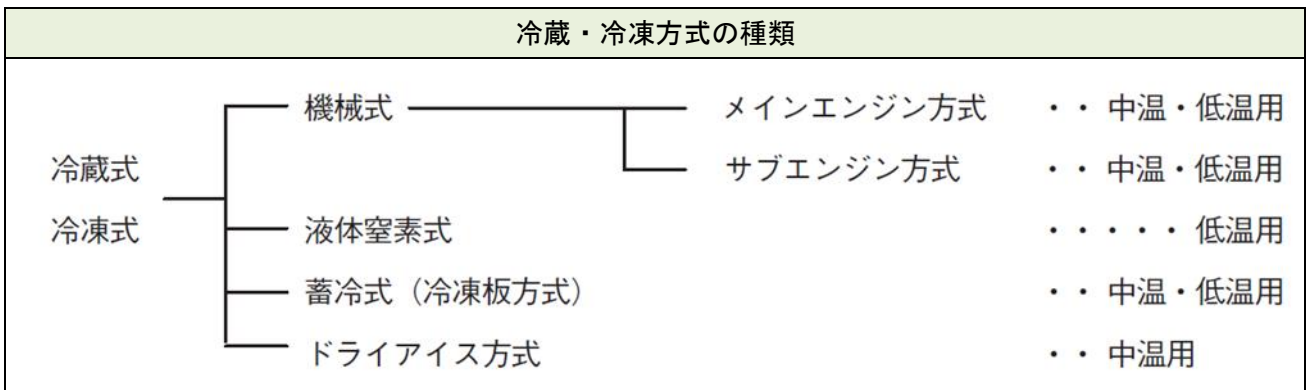 冷蔵・冷凍方式の種類
機械式 メインエンジン方式 ・・ 中温・低温用
冷蔵式 サブエンジン方式 ・・ 中温・低温用
冷凍式 液体窒素式 ・・・・・ 低温用
蓄冷式（冷凍板方式） ・・ 中温・低温用
ドライアイス方式 ・・ 中温用